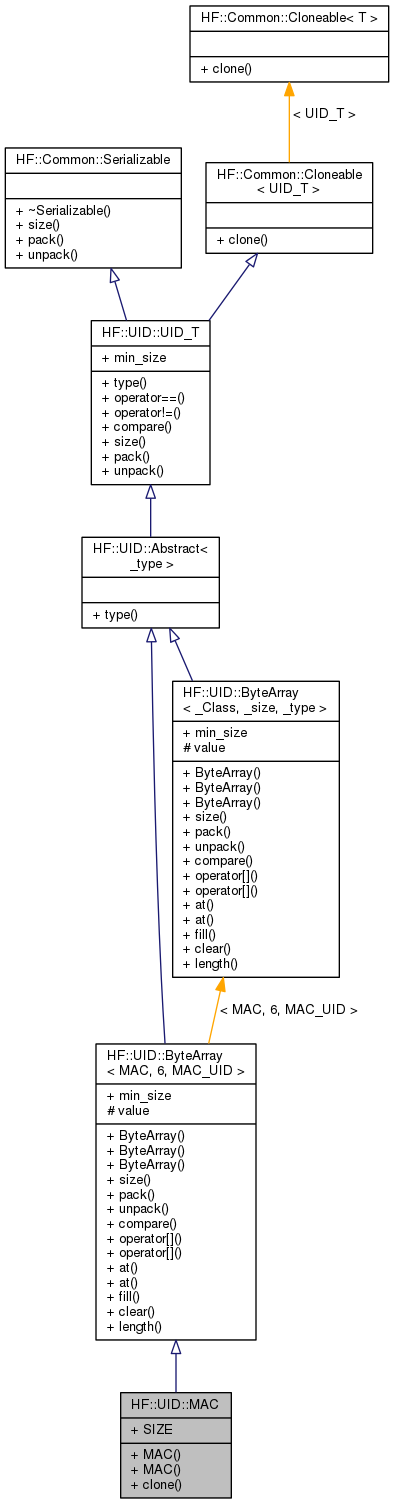 HF::Common::Cloneable< T >
+ clone()
< UID_T >
HF::Common::Serializable
+ ~Serializable()
+ size()
+ pack()
+ unpack()
HF::Common::Cloneable
< UID_T >
+ clone()
HF::UID::UID_T
+ min_size
+ type()
+ operator==()
+ operator!=()
+ compare()
+ size()
+ pack()
+ unpack()
HF::UID::Abstract<
_type >
+ type()
HF::UID::ByteArray
< _Class, _size, _type >
+ min_size
# value
+ ByteArray()
+ ByteArray()
+ ByteArray()
+ size()
+ pack()
+ unpack()
+ compare()
+ operator[]()
+ operator[]()
+ at()
+ at()
+ fill()
+ clear()
+ length()
< MAC, 6, MAC_UID >
HF::UID::ByteArray
< MAC, 6, MAC_UID >
+ min_size
# value
+ ByteArray()
+ ByteArray()
+ ByteArray()
+ size()
+ pack()
+ unpack()
+ compare()
+ operator[]()
+ operator[]()
+ at()
+ at()
+ fill()
+ clear()
+ length()
HF::UID::MAC
+ SIZE
+ MAC()
+ MAC()
+ clone()